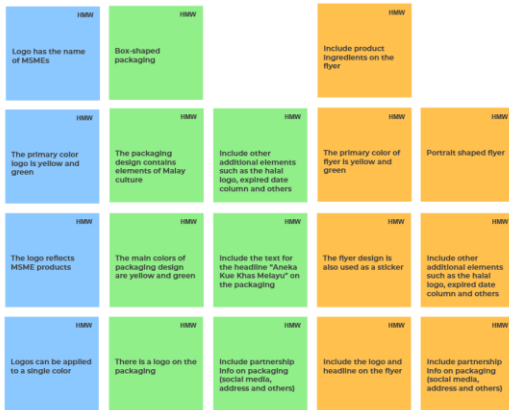 HMW
Logo has the name
of MSMEs
HMW
Box-shaped
packaging
HMW
Include product
ingredients on the
flyer
HMW
The primary color
logo is yellow and
green
HMW
The packaging
design contains
elements of Malay
culture
HMW
Include other
additional elements
such as the halal
logo, expired date
column and others
HMW
The primary color of
flyer is yellow and
green
HMW
Portrait shaped flyer
HMW
The logo reflects
MSME products
HMW
The main colors of
packaging design
are yellow and green
HMW
Include the text for
the headline "Aneka
Kue Khas Melayu" on
the packaging
HMW
The flyer design is
also used as a sticker
HMW
Include other
additional elements
such as the halal
logo, expired date
column and others
HMW
Logos can be applied
to a single color
HMW
There is a logo on the
packaging
HMW
Include partnership
Info on packaging
(social media,
address and others)
HMW
Include the logo and
headline on the flyer
HMW
Include partnership
Info on packaging
(social media,
address and others)